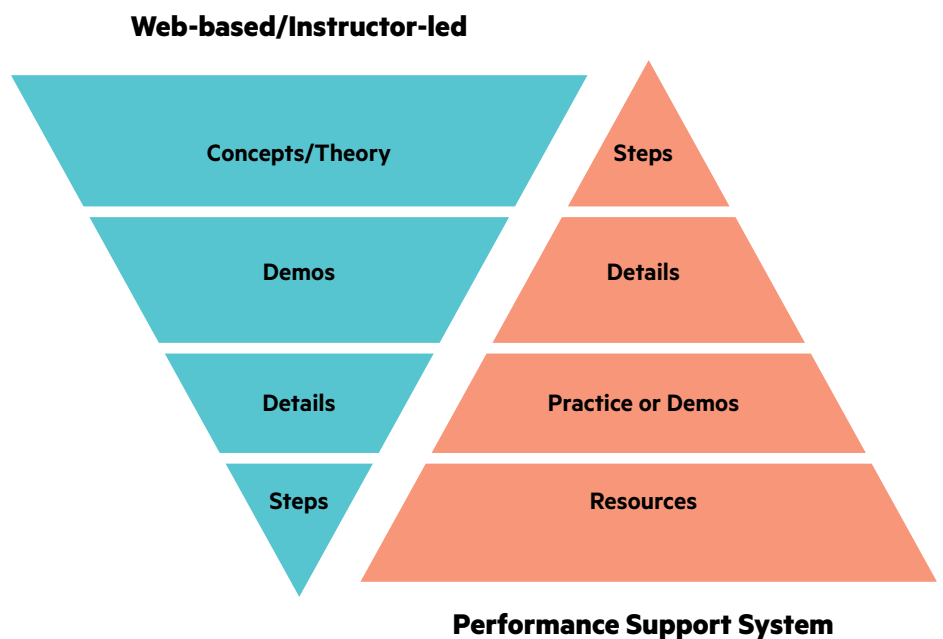 Web-based/Instructor-led
Concepts/Theory
Demos
Details
Steps
Steps
Details
Practice or Demos
Resources
Performance Support System